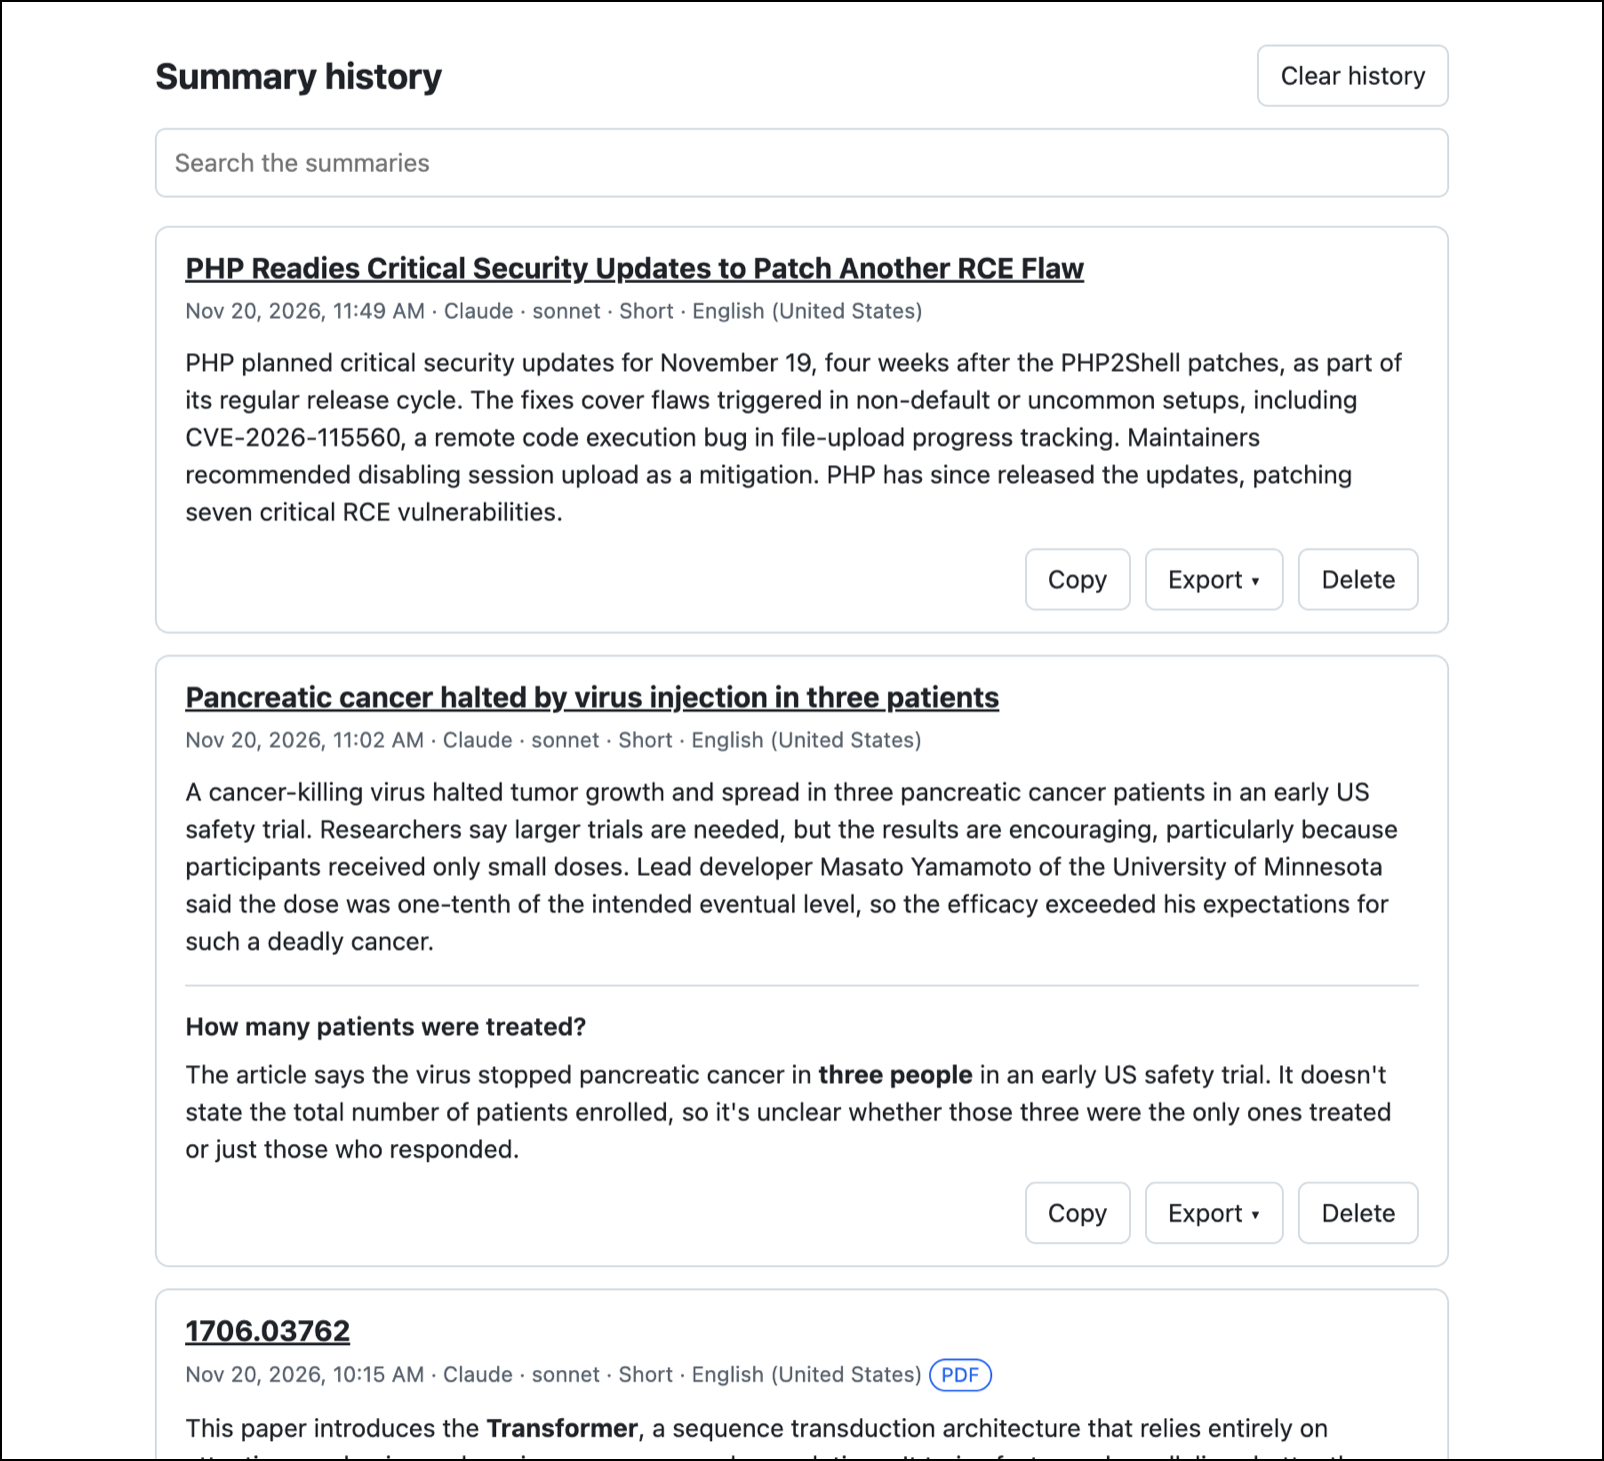 Summary history
Clear history
Search the summaries
PHP Readies Critical Security Updates to Patch Another RCE Flaw
Nov 20, 2026, 11:49 AM · Claude · sonnet · Short · English (United States)
PHP planned critical security updates for November 19, four weeks after the PHP2Shell patches, as part of
its regular release cycle. The fixes cover flaws triggered in non-default or uncommon setups, including
CVE-2026-115560, a remote code execution bug in file-upload progress tracking. Maintainers
recommended disabling session upload as a mitigation. PHP has since released the updates, patching
seven critical RCE vulnerabilities.
Copy
Export ▾
Delete
Pancreatic cancer halted by virus injection in three patients
Nov 20, 2026, 11:02 AM · Claude · sonnet · Short · English (United States)
A cancer-killing virus halted tumor growth and spread in three pancreatic cancer patients in an early US
safety trial. Researchers say larger trials are needed, but the results are encouraging, particularly because
participants received only small doses. Lead developer Masato Yamamoto of the University of Minnesota
said the dose was one-tenth of the intended eventual level, so the efficacy exceeded his expectations for
such a deadly cancer.
How many patients were treated?
The article says the virus stopped pancreatic cancer in three people in an early US safety trial. It doesn't
state the total number of patients enrolled, so it's unclear whether those three were the only ones treated
or just those who responded.
Copy
Export ▾
Delete
1706.03762
Nov 20, 2026, 10:15 AM · Claude · sonnet · Short · English (United States) PDF
This paper introduces the Transformer, a sequence transduction architecture that relies entirely on